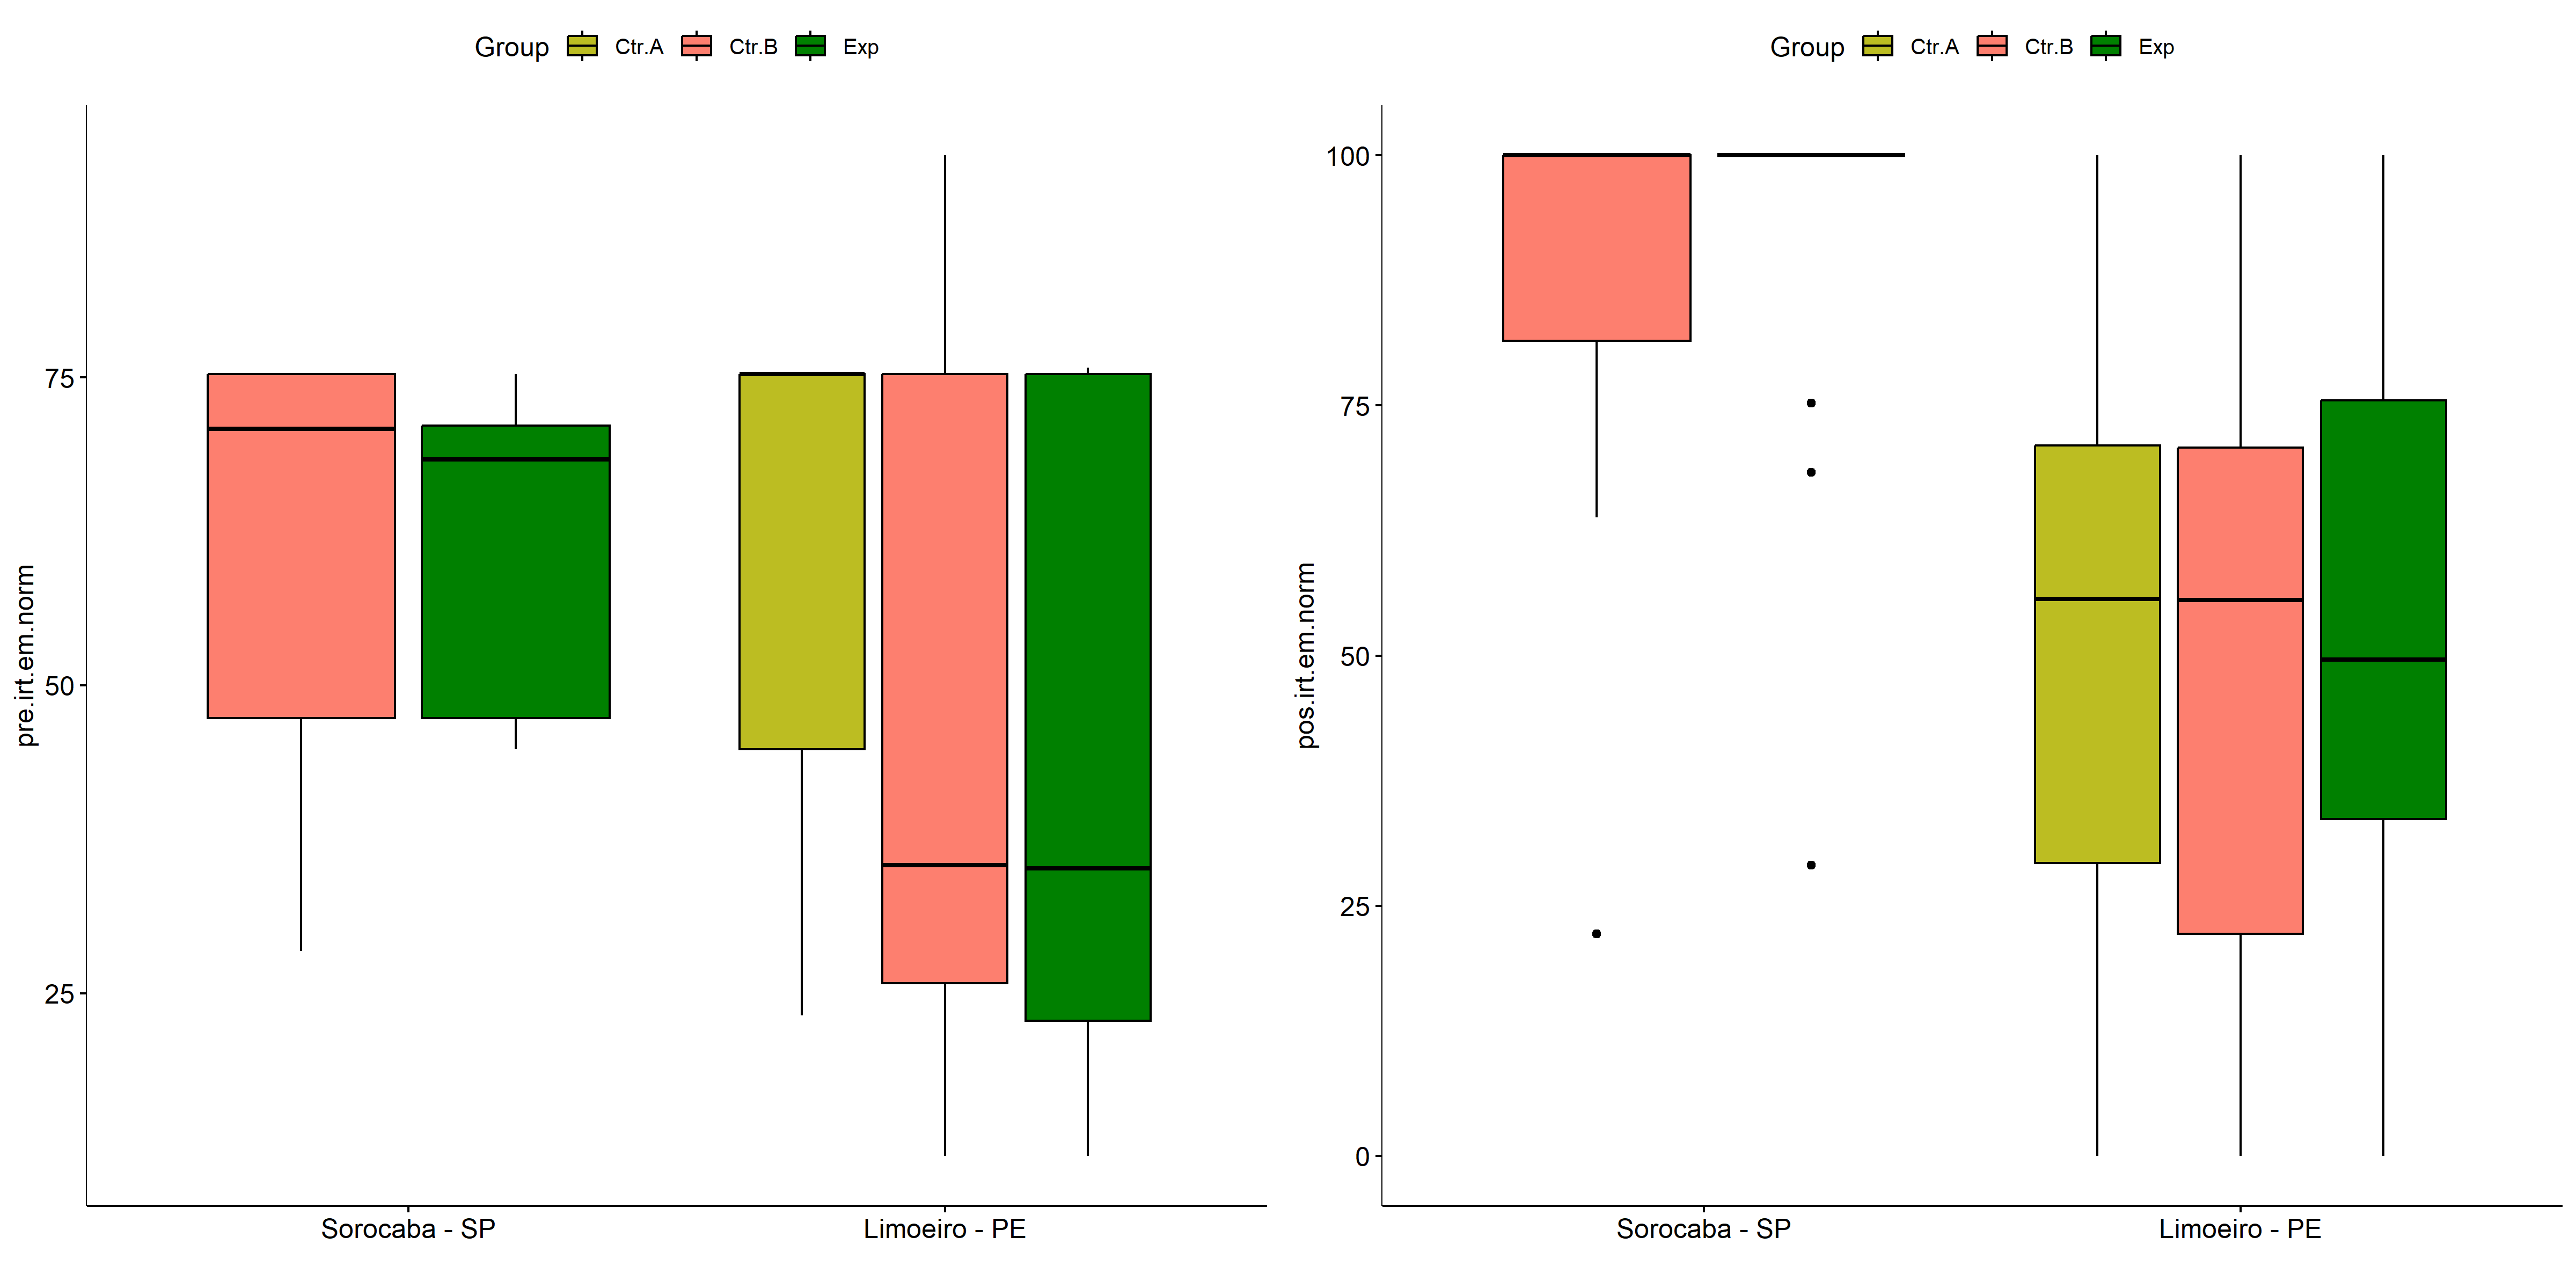 Group Ctr.A Ctr.B Exp
pre.irt.em.norm
75
50
25
Sorocaba - SP Limoeiro - PE
Group Ctr.A Ctr.B Exp
pos.irt.em.norm
100
75
50
25
0
Sorocaba - SP Limoeiro - PE